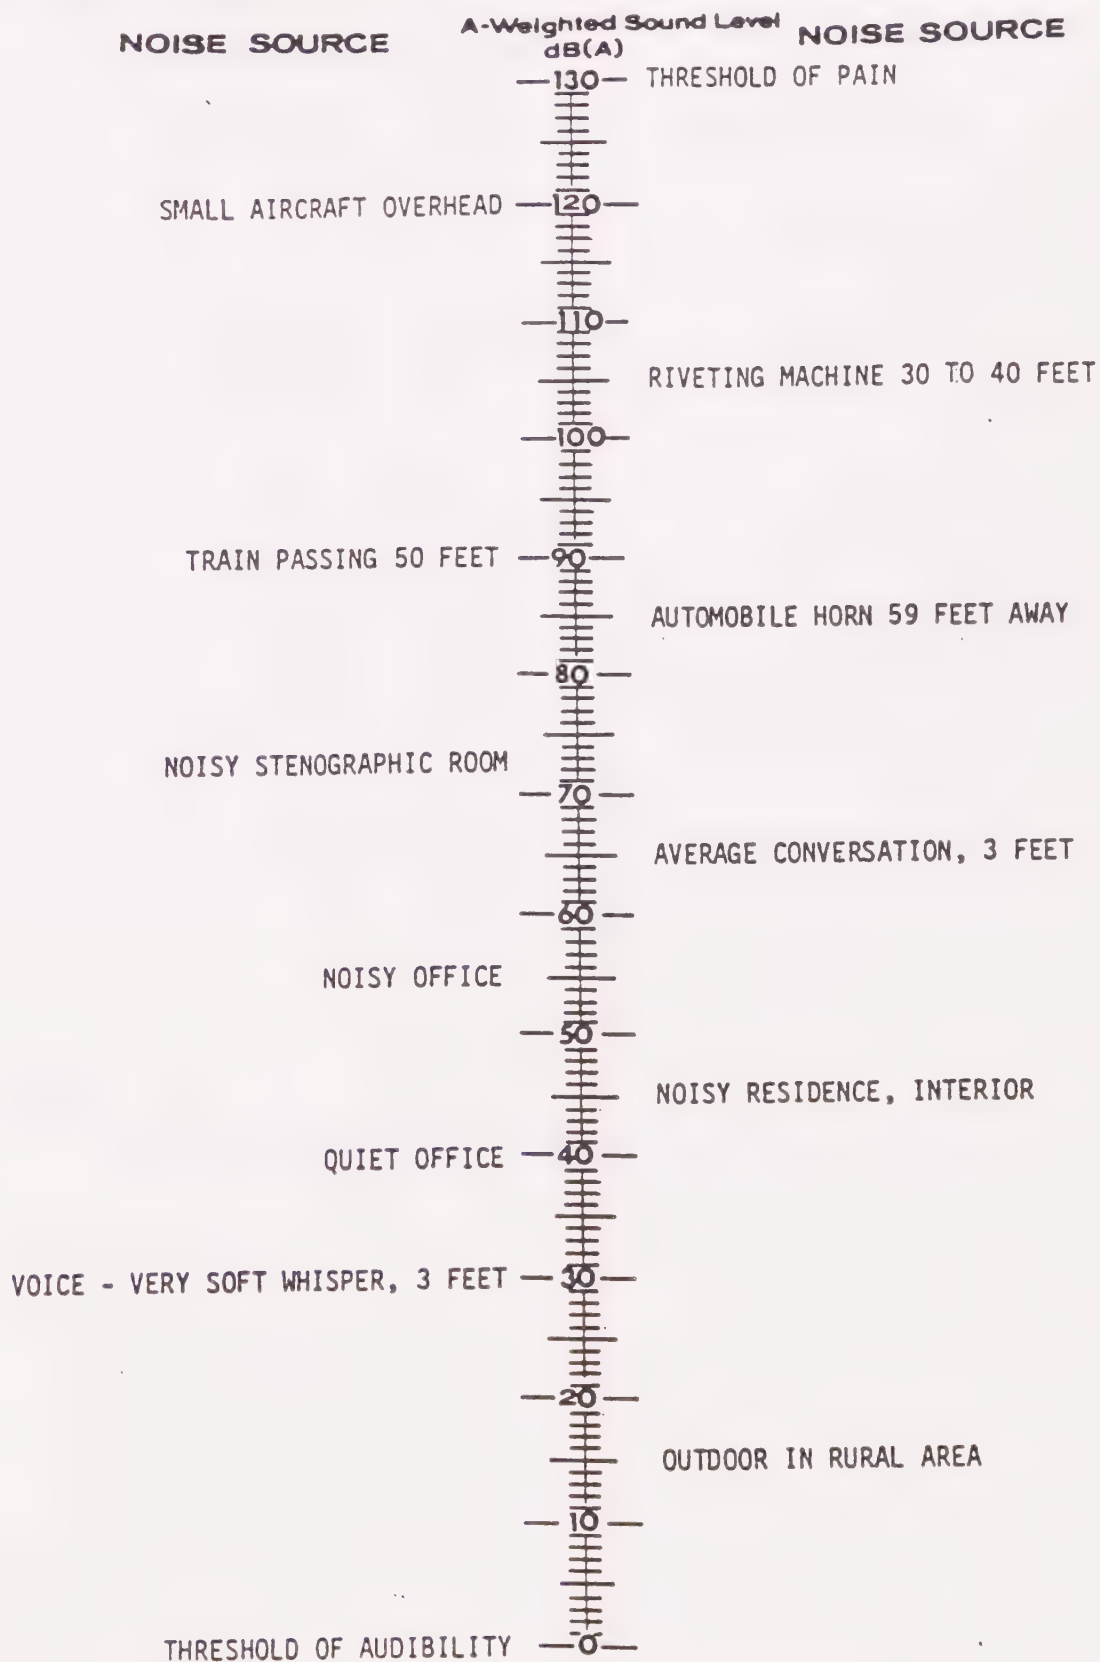 NOISE SOURCE
A-Weighted Sound Level
dB(A)
NOISE SOURCE
130 THRESHOLD OF PAIN
SMALL AIRCRAFT OVERHEAD 120
110
RIVETING MACHINE 30 TO 40 FEET
100
TRAIN PASSING 50 FEET 90
AUTOMOBILE HORN 59 FEET AWAY
80
NOISY STENOGRAPHIC ROOM
70
AVERAGE CONVERSATION, 3 FEET
60
NOISY OFFICE
50
NOISY RESIDENCE, INTERIOR
QUIET OFFICE 40
VOICE - VERY SOFT WHISPER, 3 FEET 30
20
OUTDOOR IN RURAL AREA
10
THRESHOLD OF AUDIBILITY 0